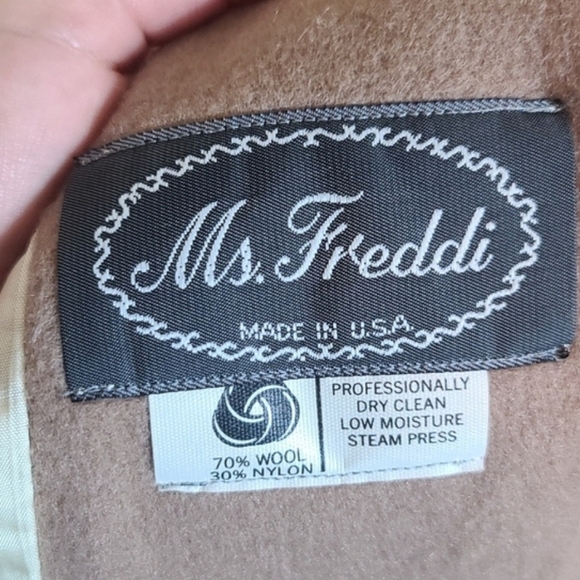 Ms. Freddi
MADE IN U.S.A.
70% WOOL
30% NYLON
PROFESSIONALLY
DRY CLEAN
LOW MOISTURE
STEAM PRESS